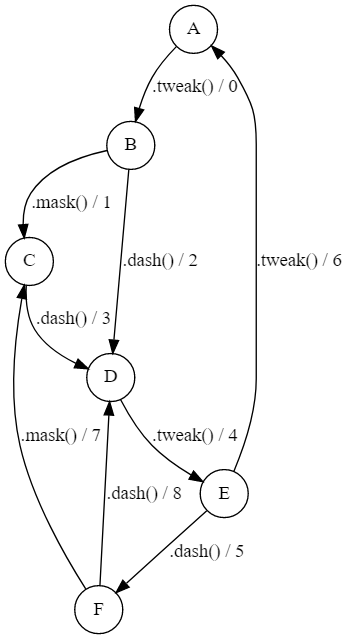 A
.tweak() / 0
B
.mask() / 1
.dash() / 2
.tweak() / 6
C
.dash() / 3
D
.mask() / 7
.tweak() / 4
.dash() / 8
E
.dash() / 5
F